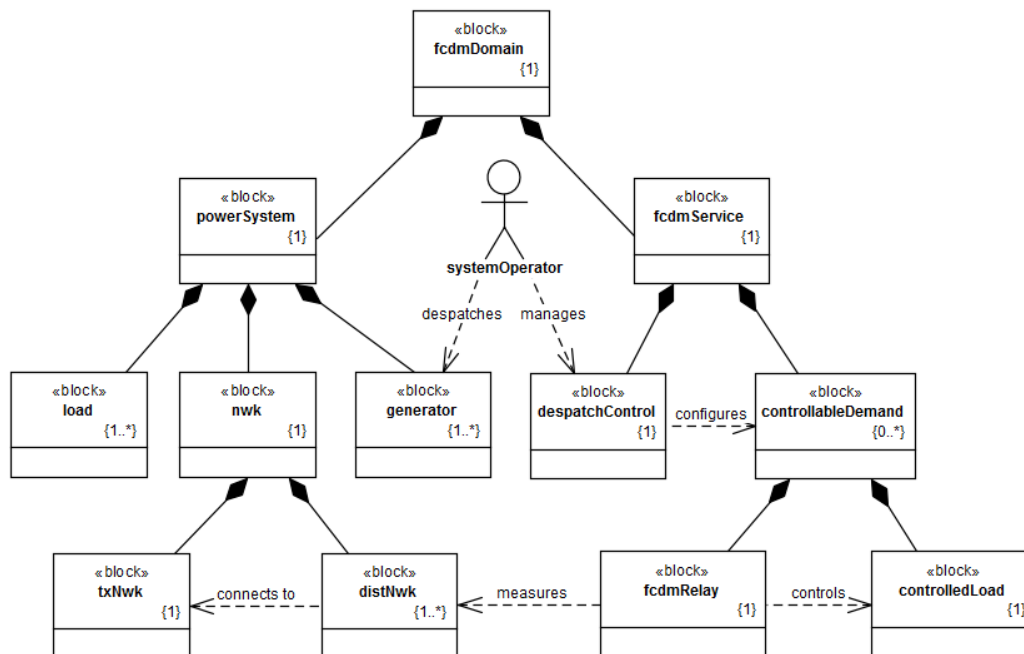 «block»
fcdmDomain
{1}
«block»
powerSystem
{1}
«block»
fcdmService
{1}
systemOperator
despatches
manages
«block»
load
{1..*}
«block»
nwk
{1}
«block»
generator
{1..*}
«block»
despatchControl
{1}
configures
«block»
controllableDemand
{0..*}
«block»
txNwk
{1}
connects to
«block»
distNwk
{1..*}
measures
«block»
fcdmRelay
{1}
controls
«block»
controlledLoad
{1}